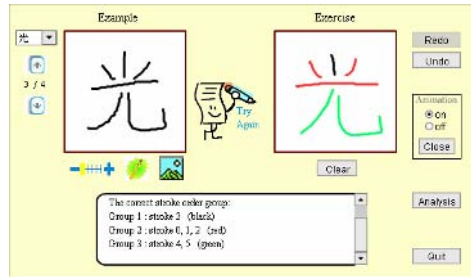 Example
Exercise
光
3 / 4
光
光
Try
Again
Redo
Undo
Animation
on
off
Close
Clear
The correct stroke order group:
Group 1 : stroke 3 (black)
Group 2 : stroke 0, 1, 2 (red)
Group 3 : stroke 4, 5 (green)
Analysis
Quit